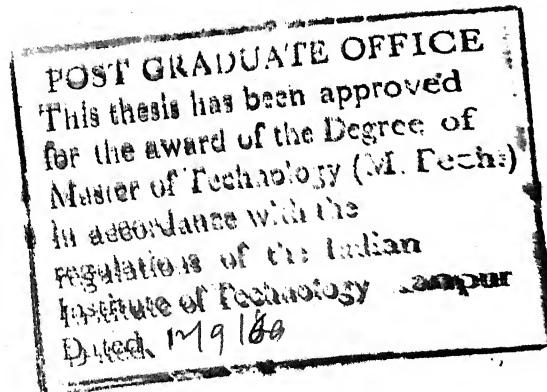 POST GRADUATE OFFICE
This thesis has been approved
for the award of the Degree of
Master of Technology (M. Tech.)
in accordance with the
regulations of the Indian
Institute of Technology Kanpur
Dated.